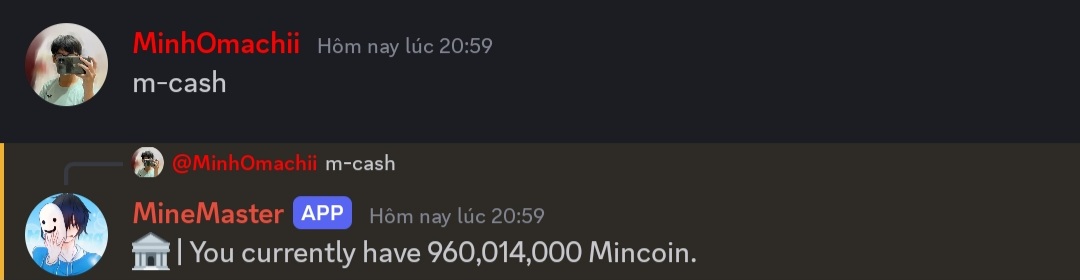 MinhOmachii Hôm nay lúc 20:59
m-cash
@MinhOmachii m-cash
MineMaster APP Hôm nay lúc 20:59
| You currently have 960,014,000 Mincoin.